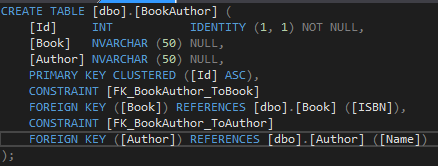 CREATE TABLE [dbo].[BookAuthor] (
    [Id]     INT           IDENTITY (1, 1) NOT NULL,
    [Book]   NVARCHAR (50) NULL,
    [Author] NVARCHAR (50) NULL,
    PRIMARY KEY CLUSTERED ([Id] ASC),
    CONSTRAINT [FK_BookAuthor_ToBook]
    FOREIGN KEY ([Book]) REFERENCES [dbo].[Book] ([ISBN]),
    CONSTRAINT [FK_BookAuthor_ToAuthor]
    FOREIGN KEY ([Author]) REFERENCES [dbo].[Author] ([Name])
);